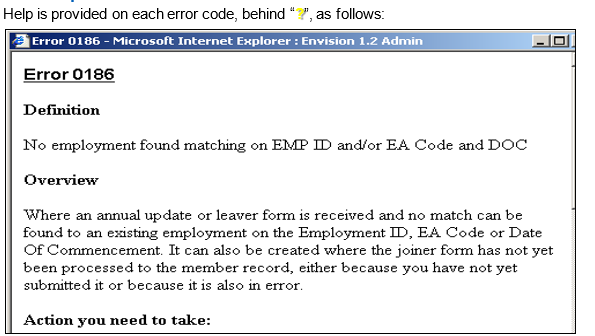 Help is provided on each error code, behind “?”, as follows:
Error 0186 - Microsoft Internet Explorer : Envision 1.2 Admin
Error 0186
Definition
No employment found matching on EMP ID and/or EA Code and DOC
Overview
Where an annual update or leaver form is received and no match can be
found to an existing employment on the Employment ID, EA Code or Date
Of Commencement. It can also be created where the joiner form has not yet
been processed to the member record, either because you have not yet
submitted it or because it is also in error.
Action you need to take: